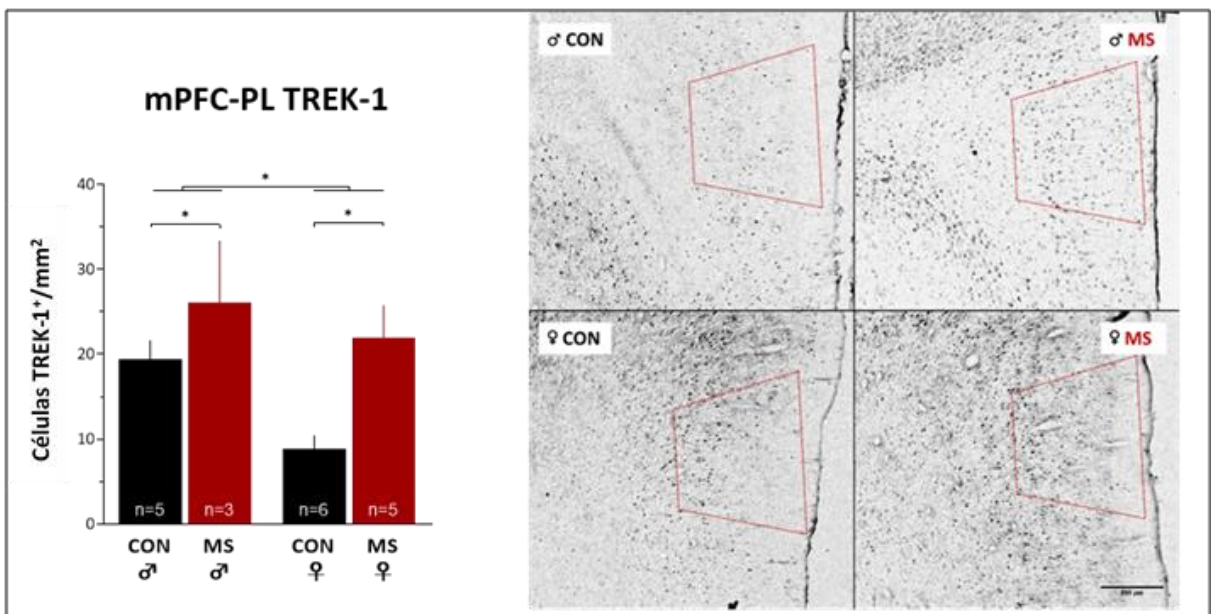 mPFC-PL TREK-1
Células TREK-1⁺/mm²
40
30
20
10
0
*
*
*
n=5
n=3
n=6
n=5
CON
MS
CON
MS
♂
♂
♀
♀
♂ CON
♂ MS
♀ CON
♀ MS